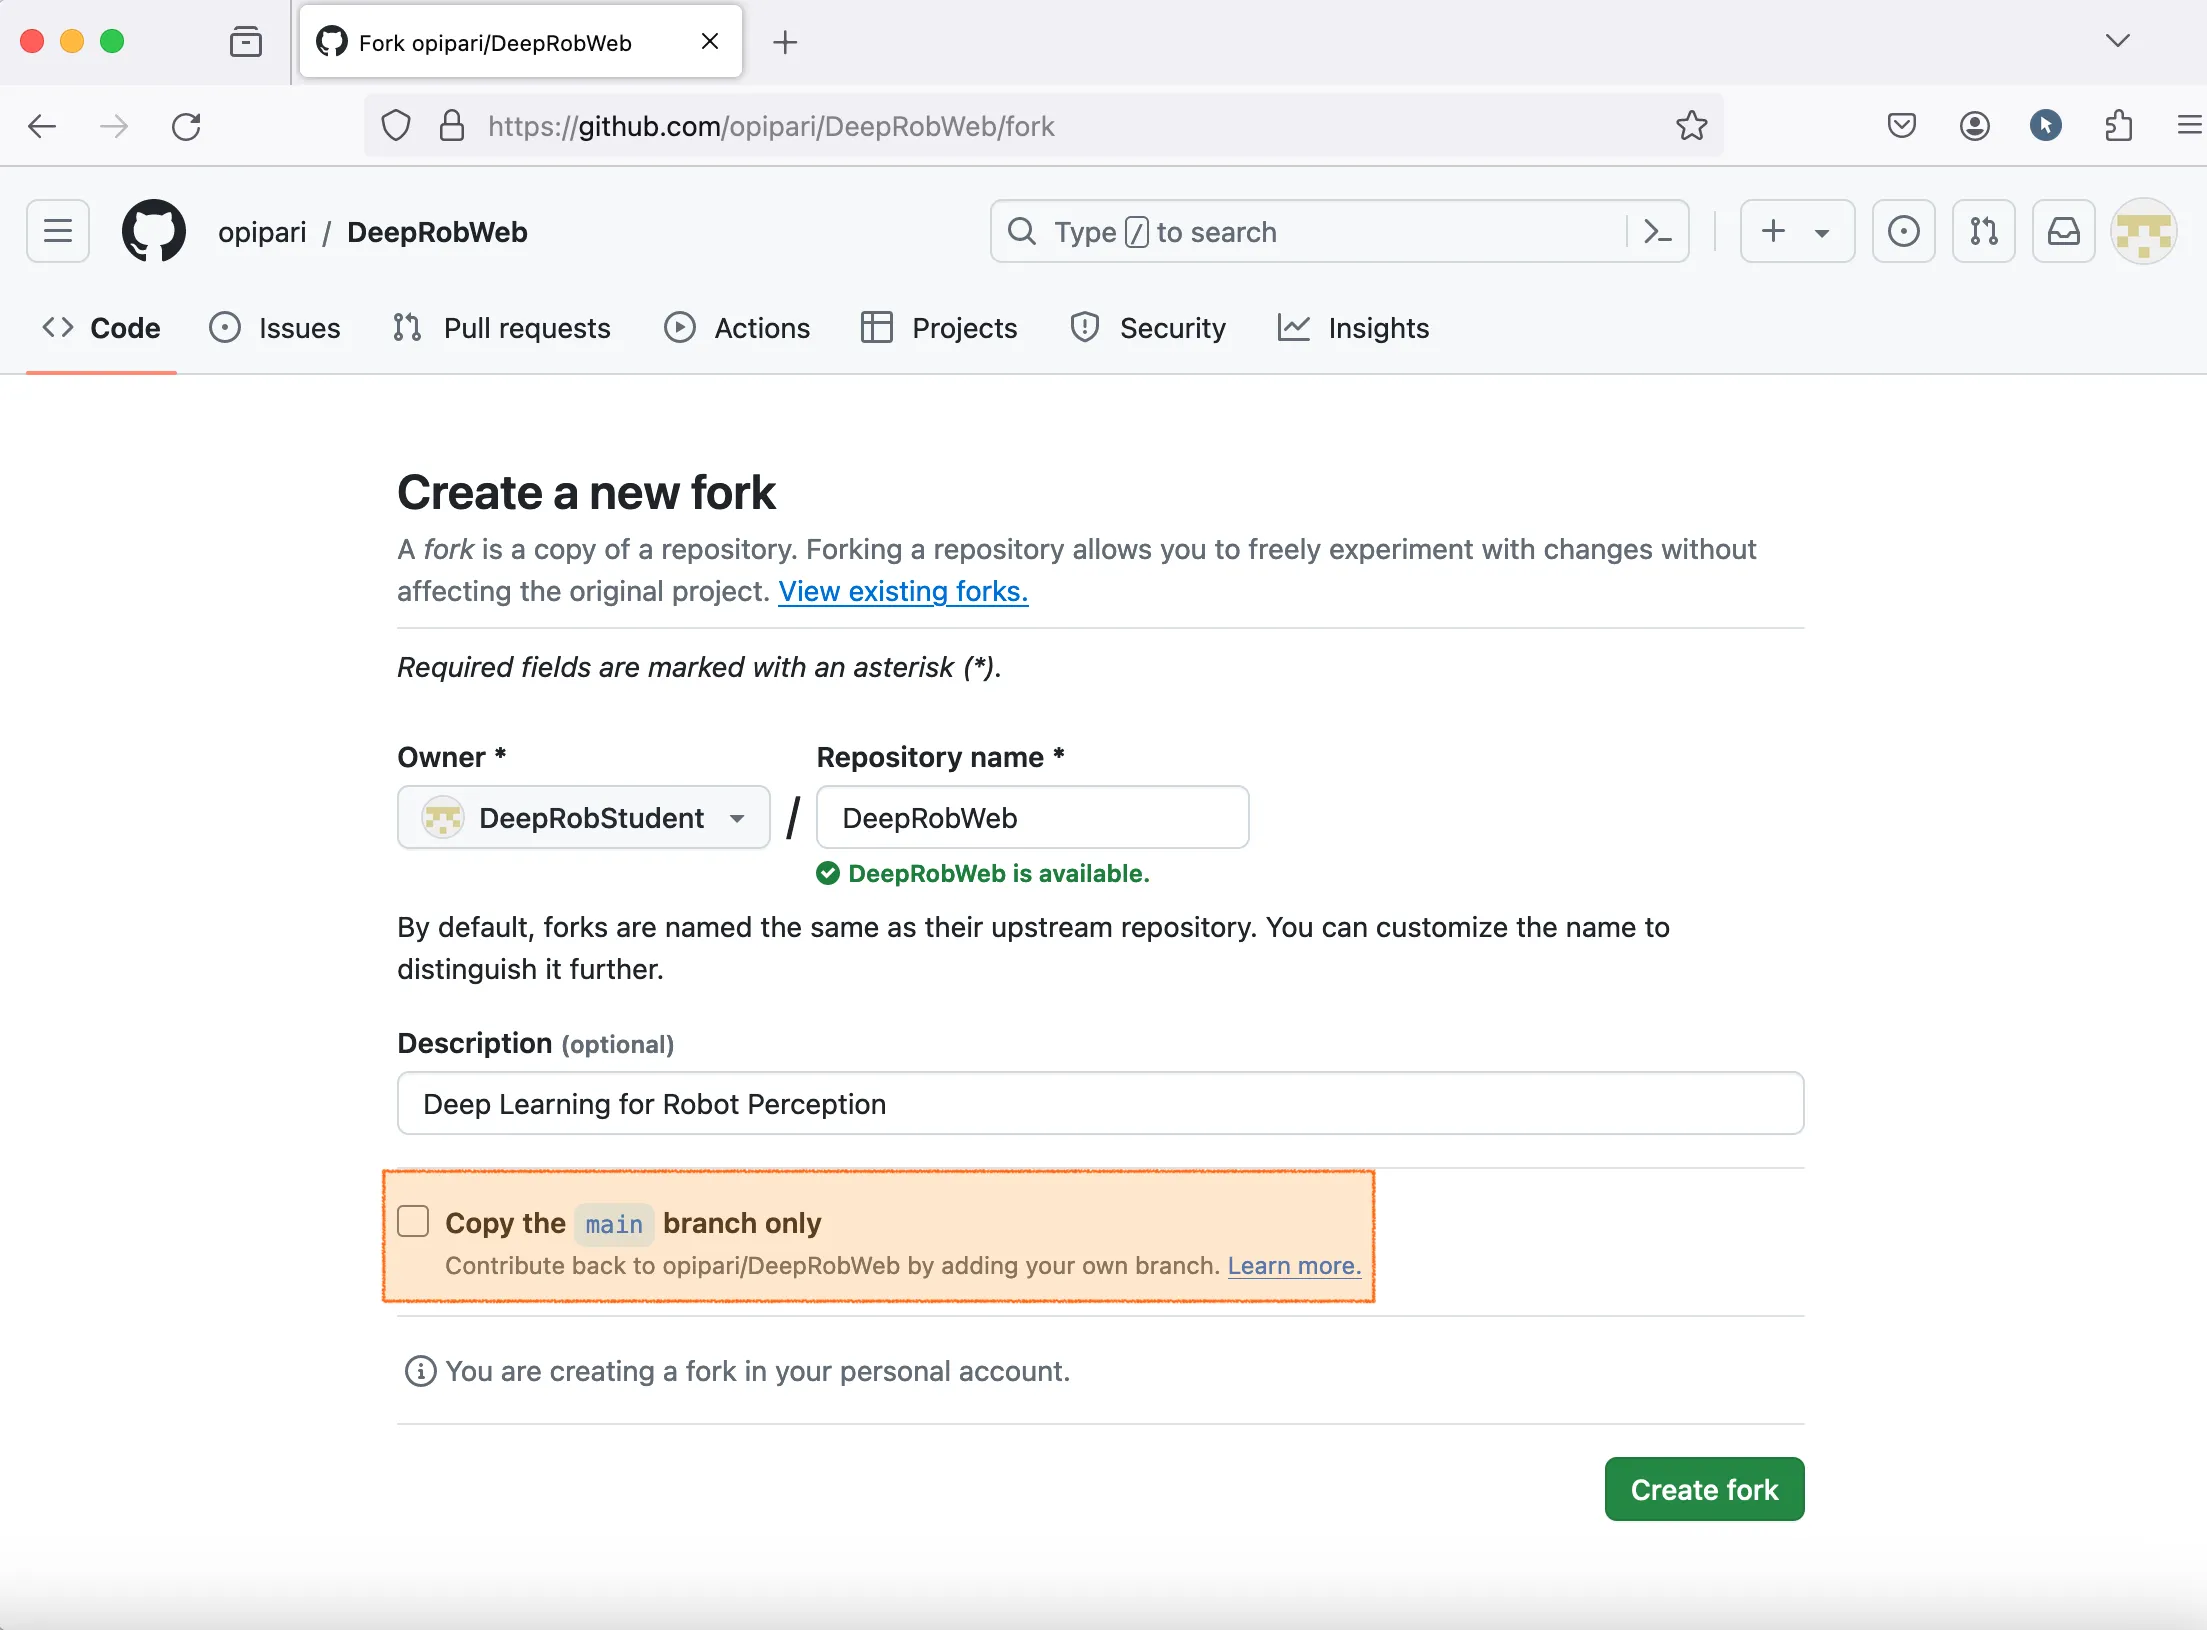 Fork opipari/DeepRobWeb
https://github.com/opipari/DeepRobWeb/fork
opipari / DeepRobWeb
Type / to search
Code Issues Pull requests Actions Projects Security Insights
Create a new fork
A fork is a copy of a repository. Forking a repository allows you to freely experiment with changes without
affecting the original project. View existing forks.
Required fields are marked with an asterisk (*).
Owner * Repository name *
DeepRobStudent / DeepRobWeb
DeepRobWeb is available.
By default, forks are named the same as their upstream repository. You can customize the name to
distinguish it further.
Description (optional)
Deep Learning for Robot Perception
Copy the main branch only
Contribute back to opipari/DeepRobWeb by adding your own branch. Learn more.
You are creating a fork in your personal account.
Create fork